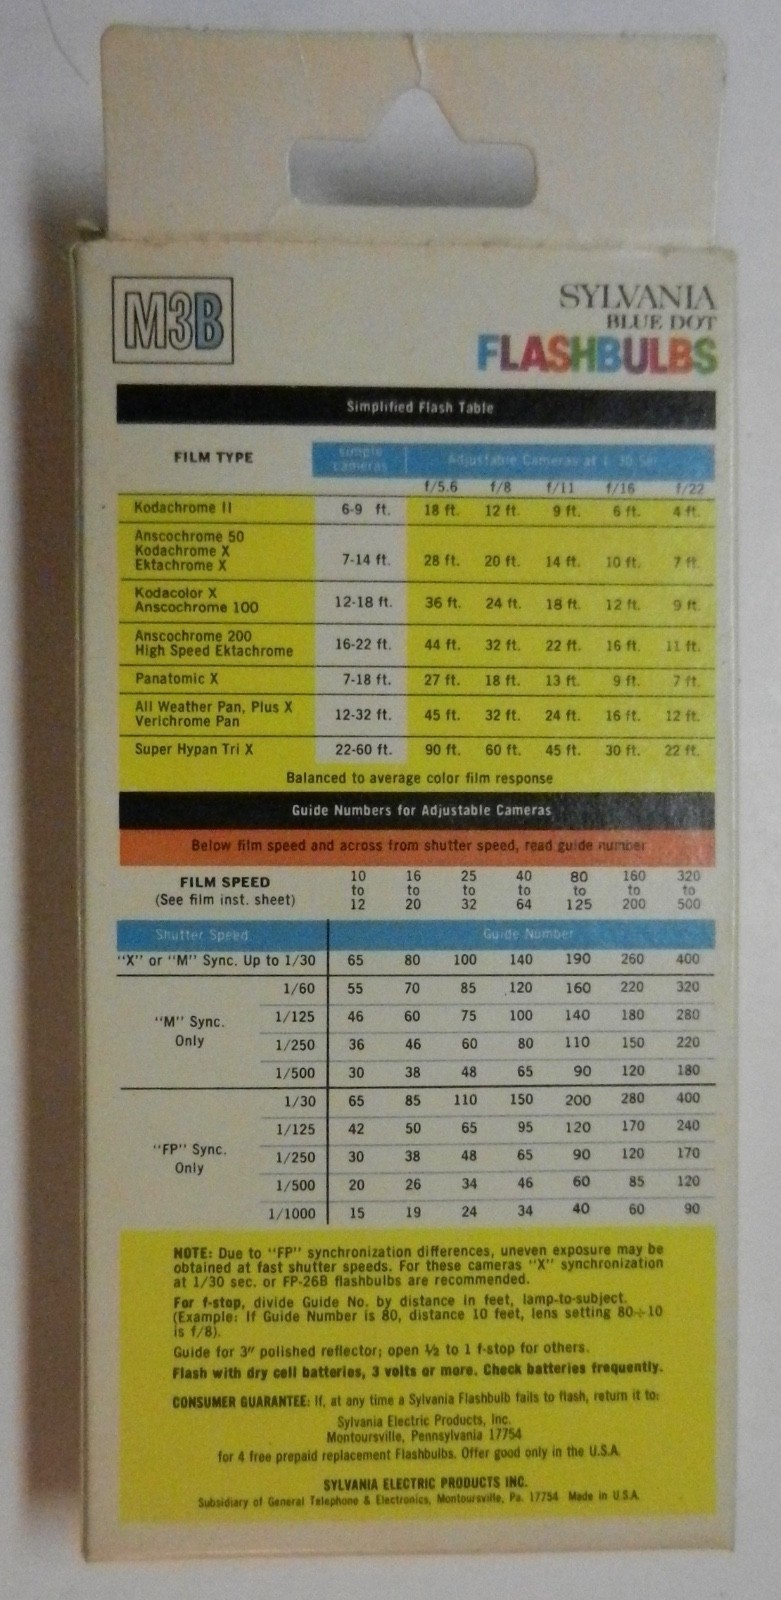 M3B
SYLVANIA
BLUE DOT
FLASHBULBS
Simplified Flash Table
FILM TYPE simple cameras Adjustable Cameras at 1/30 Sec.
f/5.6 f/8 f/11 f/16 f/22
Kodachrome II 6-9 ft. 18 ft. 12 ft. 9 ft. 6 ft. 4 ft.
Anscochrome 50
Kodachrome X
Ektachrome X 7-14 ft. 28 ft. 20 ft. 14 ft. 10 ft. 7 ft.
Kodacolor X
Anscochrome 100 12-18 ft. 36 ft. 24 ft. 18 ft. 12 ft. 9 ft.
Anscochrome 200
High Speed Ektachrome 16-22 ft. 44 ft. 32 ft. 22 ft. 16 ft. 11 ft.
Panatomic X 7-18 ft. 27 ft. 18 ft. 13 ft. 9 ft. 7 ft.
All Weather Pan, Plus X
Verichrome Pan 12-32 ft. 45 ft. 32 ft. 24 ft. 16 ft. 12 ft.
Super Hypan Tri X 22-60 ft. 90 ft. 60 ft. 45 ft. 30 ft. 22 ft.
Balanced to average color film response
Guide Numbers for Adjustable Cameras
Below film speed and across from shutter speed, read guide number
FILM SPEED 10 16 25 40 80 160 320
(See film inst. sheet) to to to to to to to
12 20 32 64 125 200 500
Shutter Speed Guide Number
"X" or "M" Sync. Up to 1/30 65 80 100 140 190 260 400
1/60 55 70 85 120 160 220 320
"M" Sync. 1/125 46 60 75 100 140 180 280
Only 1/250 36 46 60 80 110 150 220
1/500 30 38 48 65 90 120 180
1/30 65 85 110 150 200 280 400
1/125 42 50 65 95 120 170 240
"FP" Sync. 1/250 30 38 48 65 90 120 170
Only 1/500 20 26 34 46 60 85 120
1/1000 15 19 24 34 40 60 90
NOTE: Due to "FP" synchronization differences, uneven exposure may be
obtained at fast shutter speeds. For these cameras "X" synchronization
at 1/30 sec. or FP-26B flashbulbs are recommended.
For f-stop, divide Guide No. by distance in feet, lamp-to-subject.
(Example: If Guide Number is 80, distance 10 feet, lens setting 80÷10
is f/8).
Guide for 3" polished reflector; open ½ to 1 f-stop for others.
Flash with dry cell batteries, 3 volts or more. Check batteries frequently.
CONSUMER GUARANTEE: If, at any time a Sylvania Flashbulb fails to flash, return it to:
Sylvania Electric Products, Inc.
Montoursville, Pennsylvania 17754
for 4 free prepaid replacement Flashbulbs. Offer good only in the U.S.A.
SYLVANIA ELECTRIC PRODUCTS INC.
Subsidiary of General Telephone & Electronics, Montoursville, Pa. 17754 Made in U.S.A.